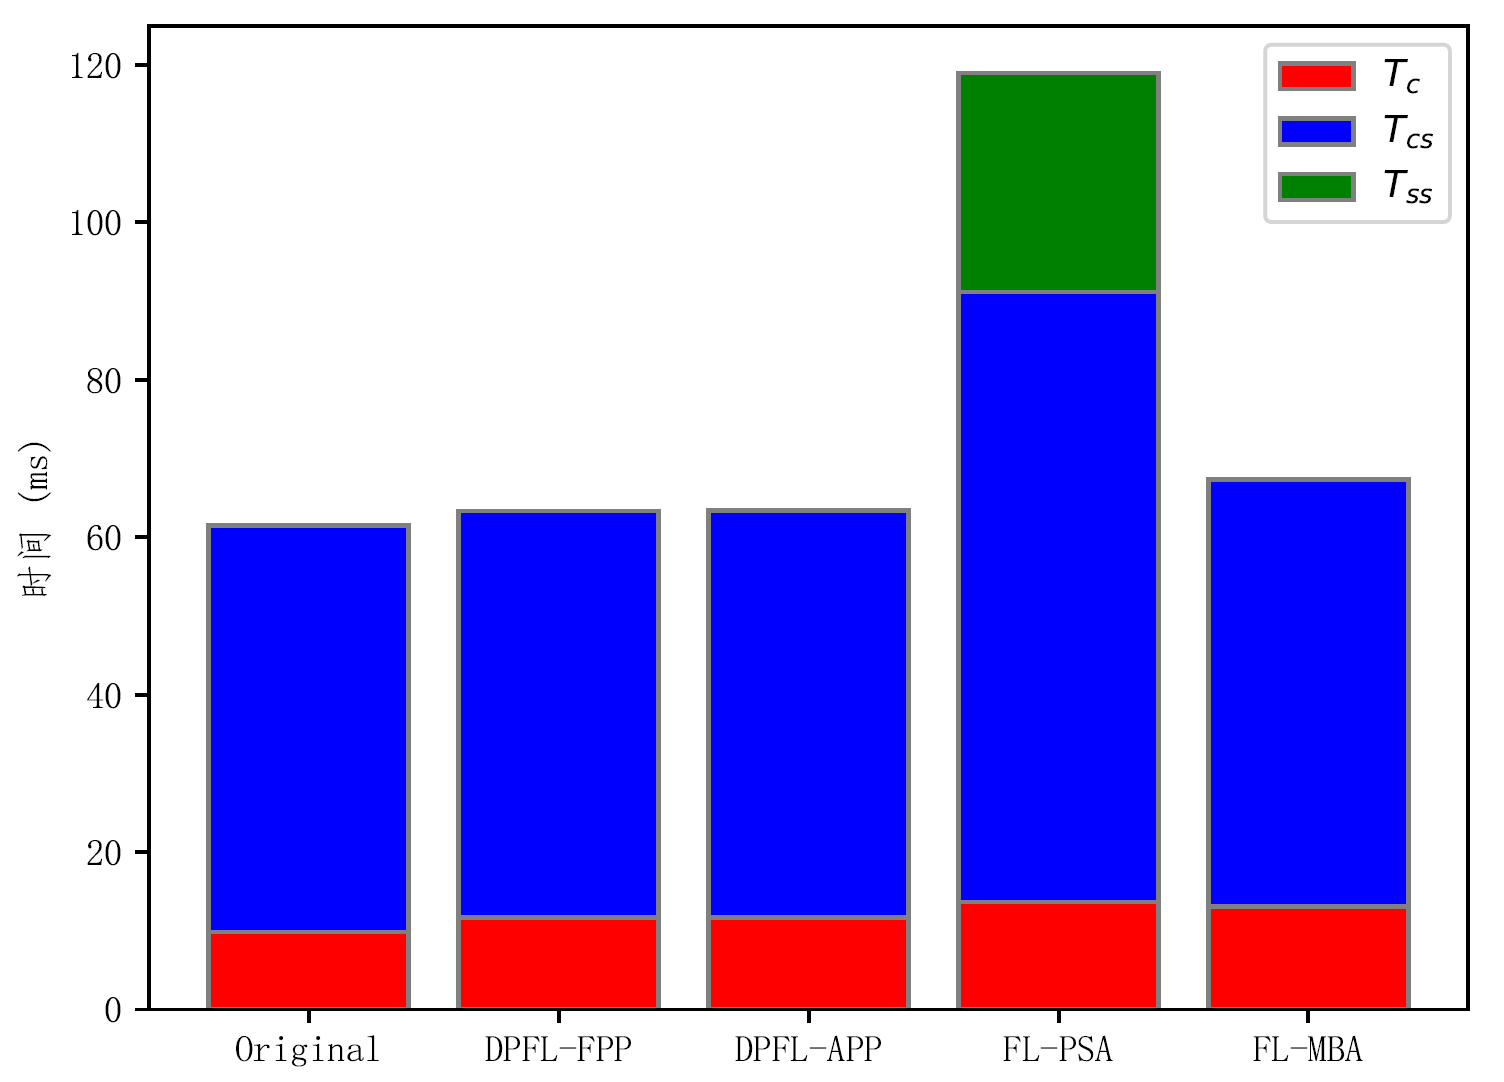 120
100
80
60
40
20
0
时间 (ms)
Original DPFL-FPP DPFL-APP FL-PSA FL-MBA
T_c
T_cs
T_ss